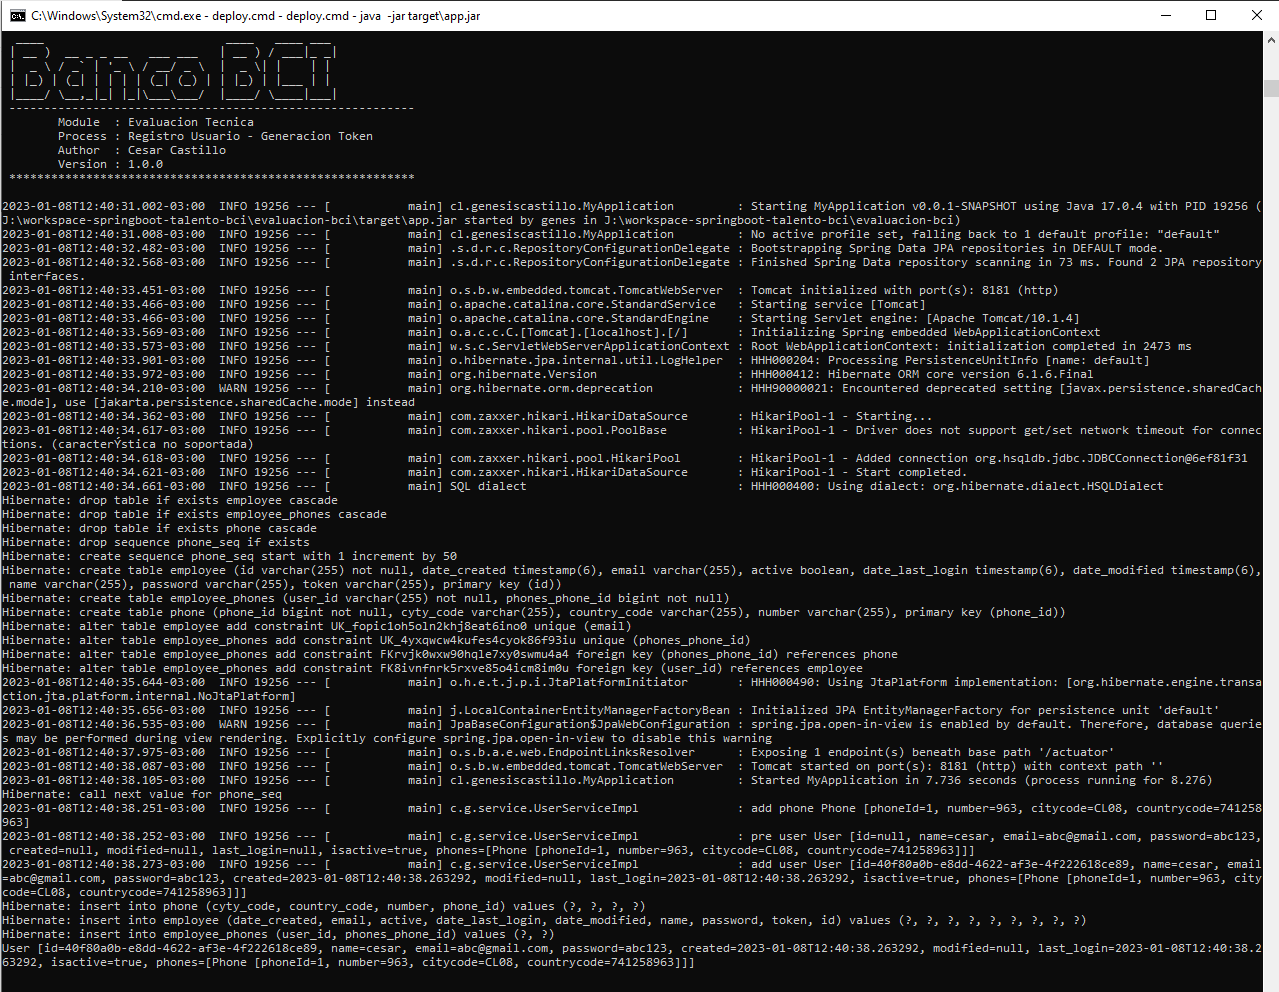 C:\Windows\System32\cmd.exe - deploy.cmd - deploy.cmd - java  -jar target\app.jar
Banco BCI
----------------------------------------------------------
Module  : Evaluacion Tecnica
Process : Registro Usuario - Generacion Token
Author  : Cesar Castillo
Version : 1.0.0
**********************************************************
2023-01-08T12:40:31.002-03:00  INFO 19256 --- [           main] cl.genesiscastillo.MyApplication         : Starting MyApplication v0.0.1-SNAPSHOT using Java 17.0.4 with PID 19256 (
J:\workspace-springboot-talento-bci\evaluacion-bci\target\app.jar started by genes in J:\workspace-springboot-talento-bci\evaluacion-bci)
2023-01-08T12:40:31.008-03:00  INFO 19256 --- [           main] cl.genesiscastillo.MyApplication         : No active profile set, falling back to 1 default profile: "default"
2023-01-08T12:40:32.482-03:00  INFO 19256 --- [           main] .s.d.r.c.RepositoryConfigurationDelegate : Bootstrapping Spring Data JPA repositories in DEFAULT mode.
2023-01-08T12:40:32.568-03:00  INFO 19256 --- [           main] .s.d.r.c.RepositoryConfigurationDelegate : Finished Spring Data repository scanning in 73 ms. Found 2 JPA repository
 interfaces.
2023-01-08T12:40:33.451-03:00  INFO 19256 --- [           main] o.s.b.w.embedded.tomcat.TomcatWebServer  : Tomcat initialized with port(s): 8181 (http)
2023-01-08T12:40:33.466-03:00  INFO 19256 --- [           main] o.apache.catalina.core.StandardService   : Starting service [Tomcat]
2023-01-08T12:40:33.466-03:00  INFO 19256 --- [           main] o.apache.catalina.core.StandardEngine    : Starting Servlet engine: [Apache Tomcat/10.1.4]
2023-01-08T12:40:33.569-03:00  INFO 19256 --- [           main] o.a.c.c.C.[Tomcat].[localhost].[/]       : Initializing Spring embedded WebApplicationContext
2023-01-08T12:40:33.573-03:00  INFO 19256 --- [           main] w.s.c.ServletWebServerApplicationContext : Root WebApplicationContext: initialization completed in 2473 ms
2023-01-08T12:40:33.901-03:00  INFO 19256 --- [           main] o.hibernate.jpa.internal.util.LogHelper  : HHH000204: Processing PersistenceUnitInfo [name: default]
2023-01-08T12:40:33.972-03:00  INFO 19256 --- [           main] org.hibernate.Version                    : HHH000412: Hibernate ORM core version 6.1.6.Final
2023-01-08T12:40:34.210-03:00  WARN 19256 --- [           main] org.hibernate.orm.deprecation            : HHH90000021: Encountered deprecated setting [javax.persistence.sharedCach
e.mode], use [jakarta.persistence.sharedCache.mode] instead
2023-01-08T12:40:34.362-03:00  INFO 19256 --- [           main] com.zaxxer.hikari.HikariDataSource       : HikariPool-1 - Starting...
2023-01-08T12:40:34.617-03:00  INFO 19256 --- [           main] com.zaxxer.hikari.pool.PoolBase          : HikariPool-1 - Driver does not support get/set network timeout for connec
tions. (caracterÝstica no soportada)
2023-01-08T12:40:34.618-03:00  INFO 19256 --- [           main] com.zaxxer.hikari.pool.HikariPool        : HikariPool-1 - Added connection org.hsqldb.jdbc.JDBCConnection@6ef81f31
2023-01-08T12:40:34.621-03:00  INFO 19256 --- [           main] com.zaxxer.hikari.HikariDataSource       : HikariPool-1 - Start completed.
2023-01-08T12:40:34.661-03:00  INFO 19256 --- [           main] SQL dialect                              : HHH000400: Using dialect: org.hibernate.dialect.HSQLDialect
Hibernate: drop table if exists employee cascade
Hibernate: drop table if exists employee_phones cascade
Hibernate: drop table if exists phone cascade
Hibernate: drop sequence phone_seq if exists
Hibernate: create sequence phone_seq start with 1 increment by 50
Hibernate: create table employee (id varchar(255) not null, date_created timestamp(6), email varchar(255), active boolean, date_last_login timestamp(6), date_modified timestamp(6),
 name varchar(255), password varchar(255), token varchar(255), primary key (id))
Hibernate: create table employee_phones (user_id varchar(255) not null, phones_phone_id bigint not null)
Hibernate: create table phone (phone_id bigint not null, cyty_code varchar(255), country_code varchar(255), number varchar(255), primary key (phone_id))
Hibernate: alter table employee add constraint UK_fopic1oh5oln2khj8eat6ino0 unique (email)
Hibernate: alter table employee_phones add constraint UK_4yxqwcw4kufes4cyok86f93iu unique (phones_phone_id)
Hibernate: alter table employee_phones add constraint FKrvjk0wxw90hqle7xy0swmu4a4 foreign key (phones_phone_id) references phone
Hibernate: alter table employee_phones add constraint FK8ivnfnrk5rxve85o4icm8im0u foreign key (user_id) references employee
2023-01-08T12:40:35.644-03:00  INFO 19256 --- [           main] o.h.e.t.j.p.i.JtaPlatformInitiator       : HHH000490: Using JtaPlatform implementation: [org.hibernate.engine.transa
ction.jta.platform.internal.NoJtaPlatform]
2023-01-08T12:40:35.656-03:00  INFO 19256 --- [           main] j.LocalContainerEntityManagerFactoryBean : Initialized JPA EntityManagerFactory for persistence unit 'default'
2023-01-08T12:40:36.535-03:00  WARN 19256 --- [           main] JpaBaseConfiguration$JpaWebConfiguration : spring.jpa.open-in-view is enabled by default. Therefore, database querie
s may be performed during view rendering. Explicitly configure spring.jpa.open-in-view to disable this warning
2023-01-08T12:40:37.975-03:00  INFO 19256 --- [           main] o.s.b.a.e.web.EndpointLinksResolver      : Exposing 1 endpoint(s) beneath base path '/actuator'
2023-01-08T12:40:38.087-03:00  INFO 19256 --- [           main] o.s.b.w.embedded.tomcat.TomcatWebServer  : Tomcat started on port(s): 8181 (http) with context path ''
2023-01-08T12:40:38.105-03:00  INFO 19256 --- [           main] cl.genesiscastillo.MyApplication         : Started MyApplication in 7.736 seconds (process running for 8.276)
Hibernate: call next value for phone_seq
2023-01-08T12:40:38.251-03:00  INFO 19256 --- [           main] c.g.service.UserServiceImpl              : add phone Phone [phoneId=1, number=963, citycode=CL08, countrycode=741258
963]
2023-01-08T12:40:38.252-03:00  INFO 19256 --- [           main] c.g.service.UserServiceImpl              : pre user User [id=null, name=cesar, email=abc@gmail.com, password=abc123,
 created=null, modified=null, last_login=null, isactive=true, phones=[Phone [phoneId=1, number=963, citycode=CL08, countrycode=741258963]]]
2023-01-08T12:40:38.273-03:00  INFO 19256 --- [           main] c.g.service.UserServiceImpl              : add user User [id=40f80a0b-e8dd-4622-af3e-4f222618ce89, name=cesar, email
=abc@gmail.com, password=abc123, created=2023-01-08T12:40:38.263292, modified=null, last_login=2023-01-08T12:40:38.263292, isactive=true, phones=[Phone [phoneId=1, number=963, city
code=CL08, countrycode=741258963]]]
Hibernate: insert into phone (cyty_code, country_code, number, phone_id) values (?, ?, ?, ?)
Hibernate: insert into employee (date_created, email, active, date_last_login, date_modified, name, password, token, id) values (?, ?, ?, ?, ?, ?, ?, ?, ?)
Hibernate: insert into employee_phones (user_id, phones_phone_id) values (?, ?)
User [id=40f80a0b-e8dd-4622-af3e-4f222618ce89, name=cesar, email=abc@gmail.com, password=abc123, created=2023-01-08T12:40:38.263292, modified=null, last_login=2023-01-08T12:40:38.2
63292, isactive=true, phones=[Phone [phoneId=1, number=963, citycode=CL08, countrycode=741258963]]]